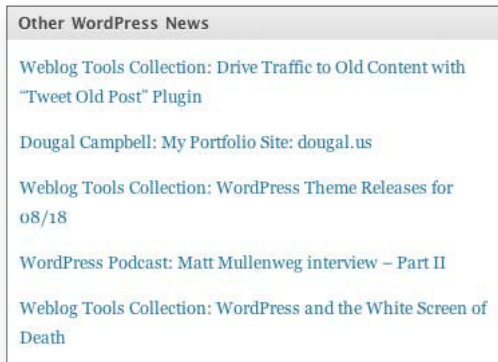 Other WordPress News
Weblog Tools Collection: Drive Traffic to Old Content with
“Tweet Old Post” Plugin
Dougal Campbell: My Portfolio Site: dougal.us
Weblog Tools Collection: WordPress Theme Releases for
08/18
WordPress Podcast: Matt Mullenweg interview – Part II
Weblog Tools Collection: WordPress and the White Screen of
Death